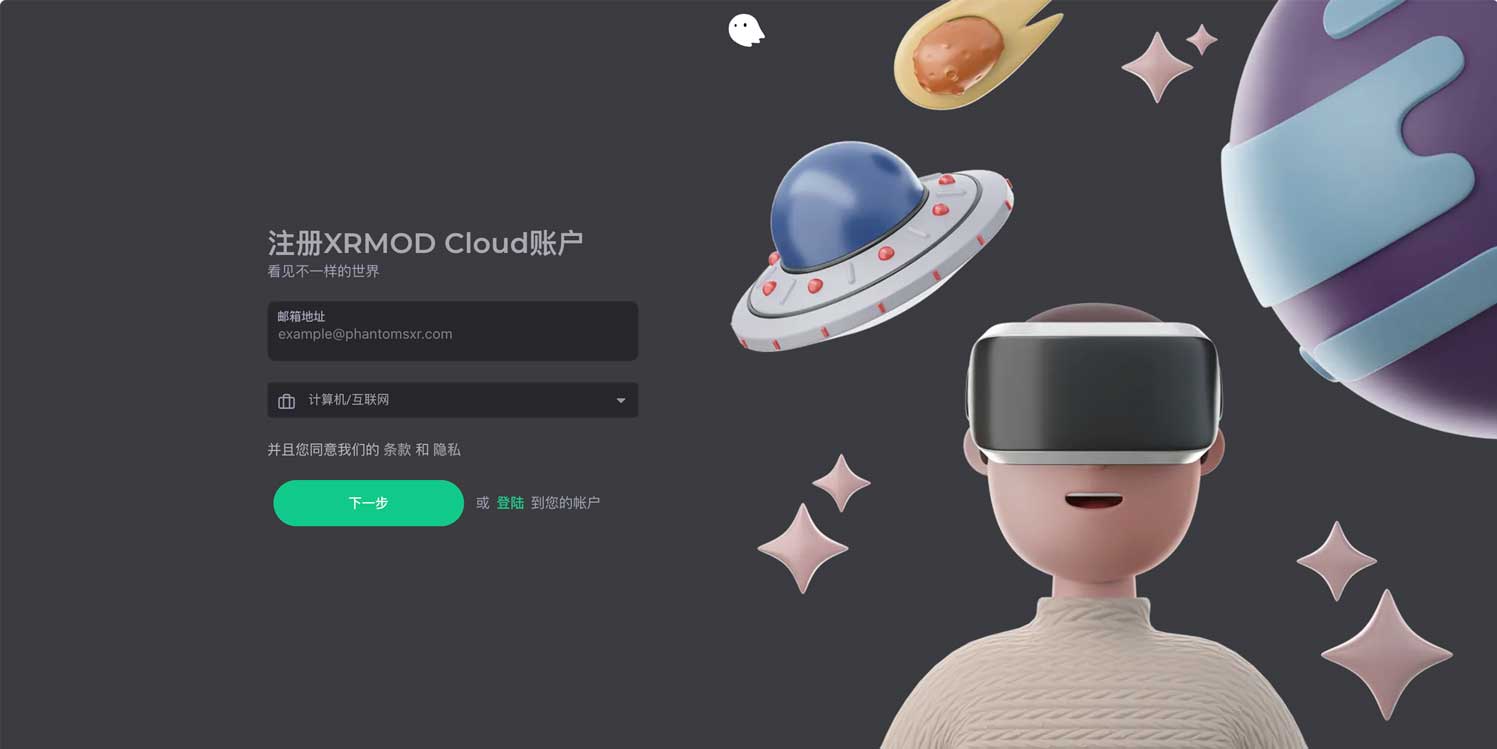 注册XRMOD Cloud账户
看见不一样的世界
邮箱地址
example@phantomsxr.com
计算机/互联网
并且您同意我们的 条款 和 隐私
下一步 或 登陆 到您的帐户